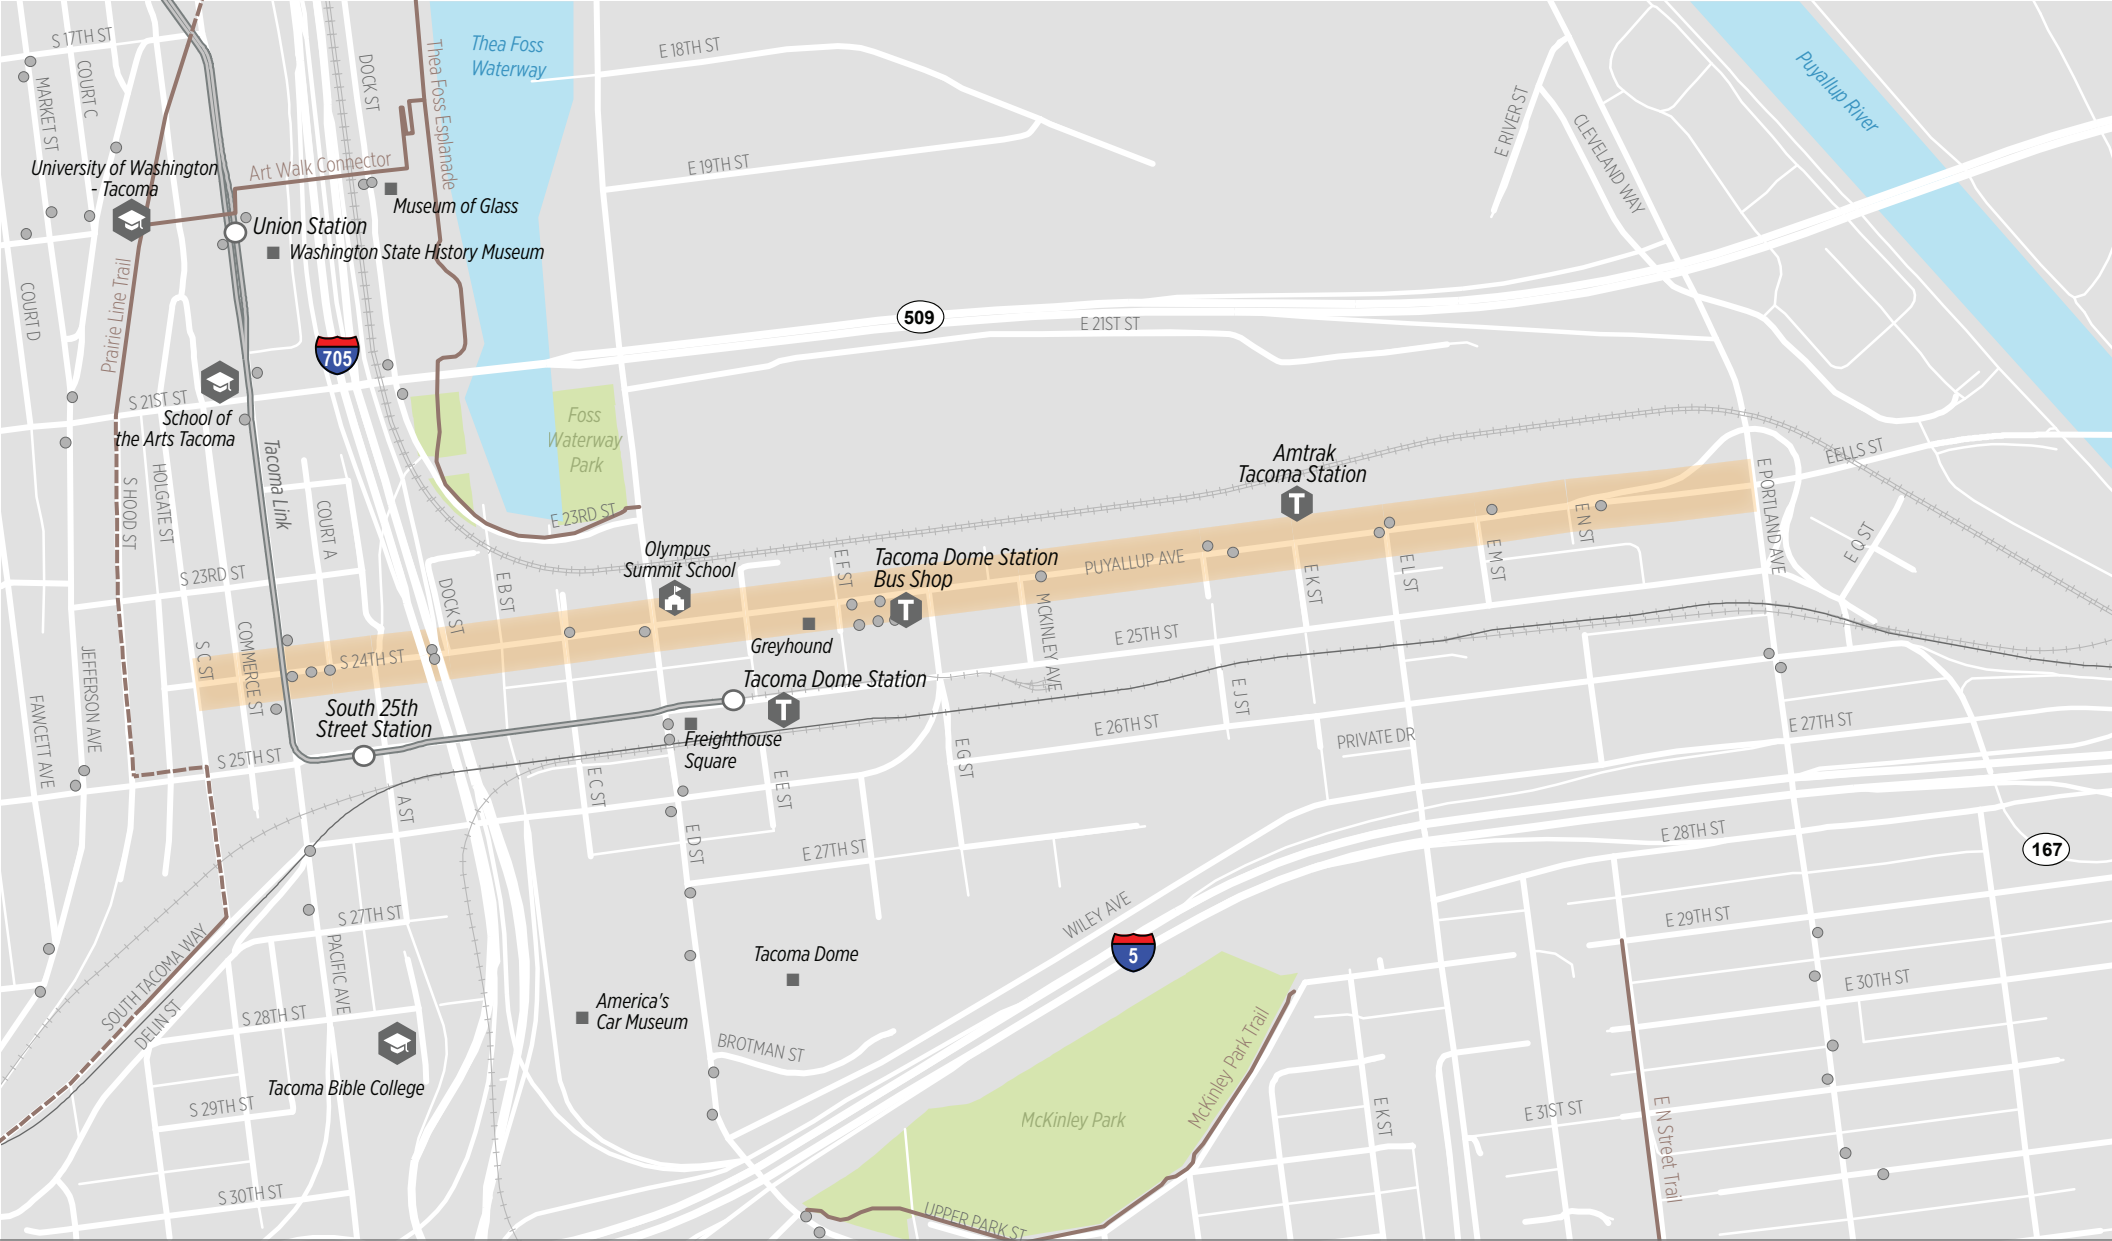 S 17TH ST
COURT C
MARKET ST
DOCK ST
Thea Foss Esplanade
Thea Foss
Waterway
E 18TH ST
E 19TH ST
E RIVER ST
CLEVELAND WAY
Puyallup River
University of Washington
- Tacoma
Art Walk Connector
Museum of Glass
Union Station
Washington State History Museum
COURT D
Prairie Line Trail
705
509
E 21ST ST
S 21ST ST
School of
the Arts Tacoma
Tacoma Link
Foss
Waterway
Park
E 23RD ST
Amtrak
Tacoma Station
EELLS ST
E PORTLAND AVE
S HOOD ST
HOLGATE ST
COURT A
S 23RD ST
DOCK ST
E B ST
Olympus
Summit School
E F ST
Tacoma Dome Station
Bus Shop
T
T
PUYALLUP AVE
MCKINLEY AVE
E K ST
E L ST
E M ST
E N ST
E Q ST
Greyhound
E 25TH ST
S C ST
COMMERCE ST
S 24TH ST
JEFFERSON AVE
FAWCETT AVE
South 25th
Street Station
S 25TH ST
Tacoma Dome Station
T
Freighthouse
Square
E J ST
E 26TH ST
PRIVATE DR
E 27TH ST
A ST
E C ST
E D ST
E E ST
E G ST
E 27TH ST
E 28TH ST
167
WILEY AVE
5
E 29TH ST
S 27TH ST
PACIFIC AVE
SOUTH TACOMA WAY
DELIN ST
S 28TH ST
Tacoma Dome
America's
Car Museum
BROTMAN ST
E 30TH ST
Tacoma Bible College
S 29TH ST
McKinley Park
McKinley Park Trail
E K ST
E 31ST ST
E N Street Trail
S 30TH ST
UPPER PARK ST